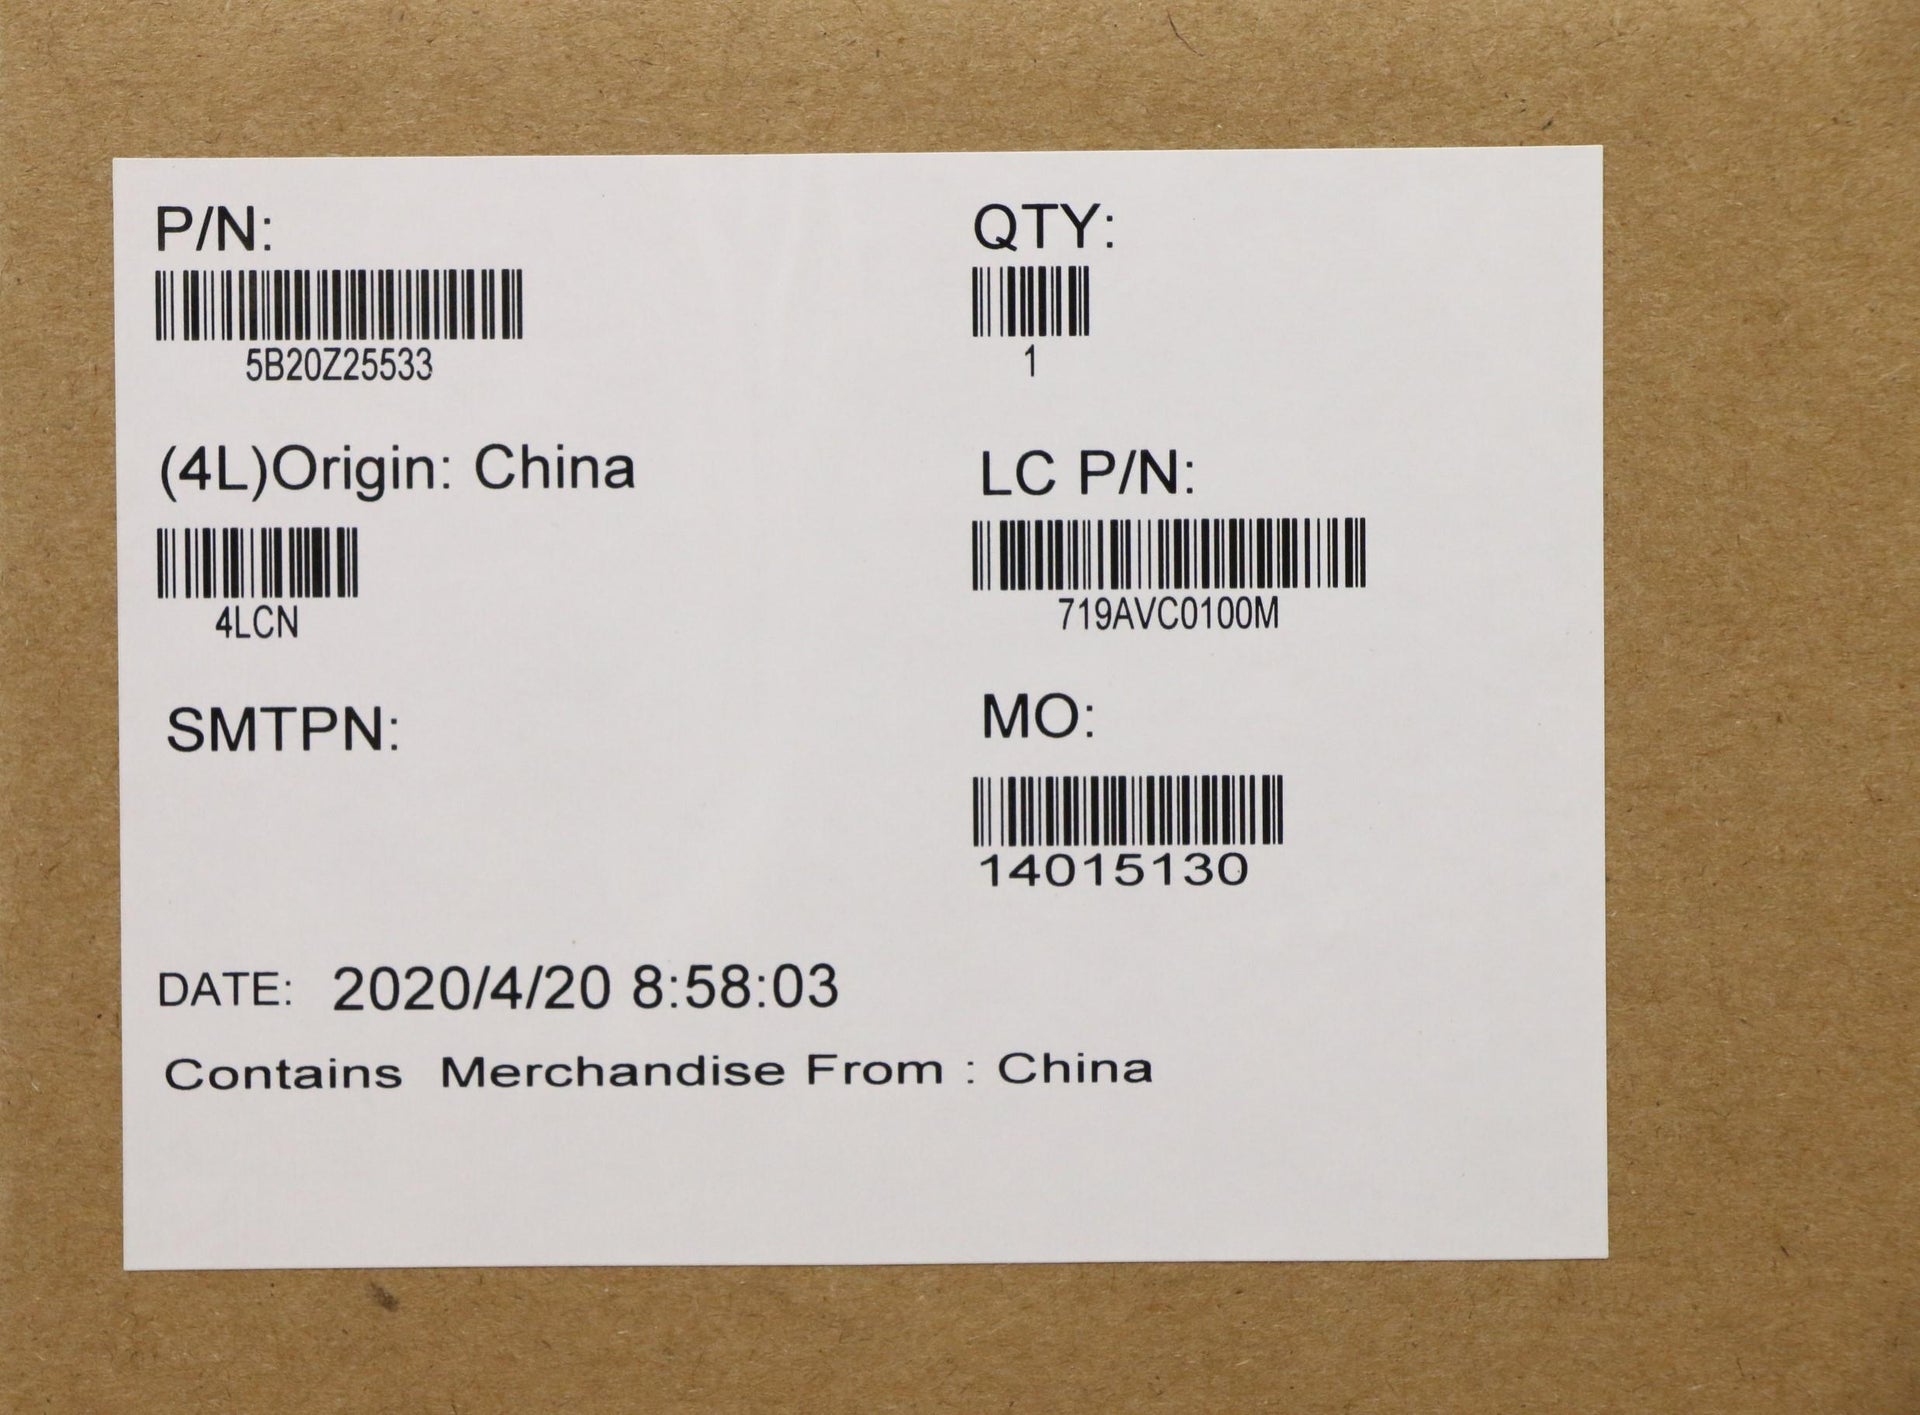 P/N:
QTY:
5B20Z25533
1
(4L)Origin: China
LC P/N:
4LCN
719AVC0100M
SMTPN:
MO:
14015130
DATE: 2020/4/20 8:58:03
Contains Merchandise From : China